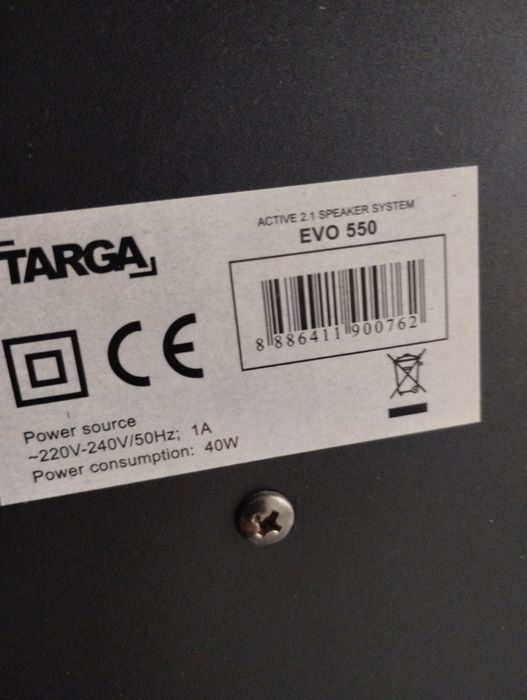 TARGA
ACTIVE 2.1 SPEAKER SYSTEM
EVO 550
8 886411 900762
CE
Power source
~220V-240V/50Hz; 1A
Power consumption: 40W